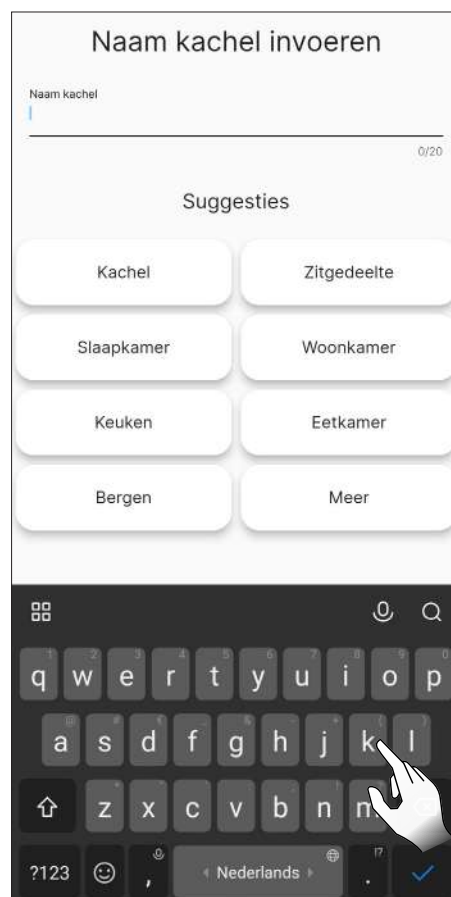 Naam kachel invoeren
Naam kachel
0/20
Suggesties
Kachel Zitgedeelte
Slaapkamer Woonkamer
Keuken Eetkamer
Bergen Meer
q w e r t y u i o p
a s d f g h j k l
z x c v b n m
?123 , Nederlands .